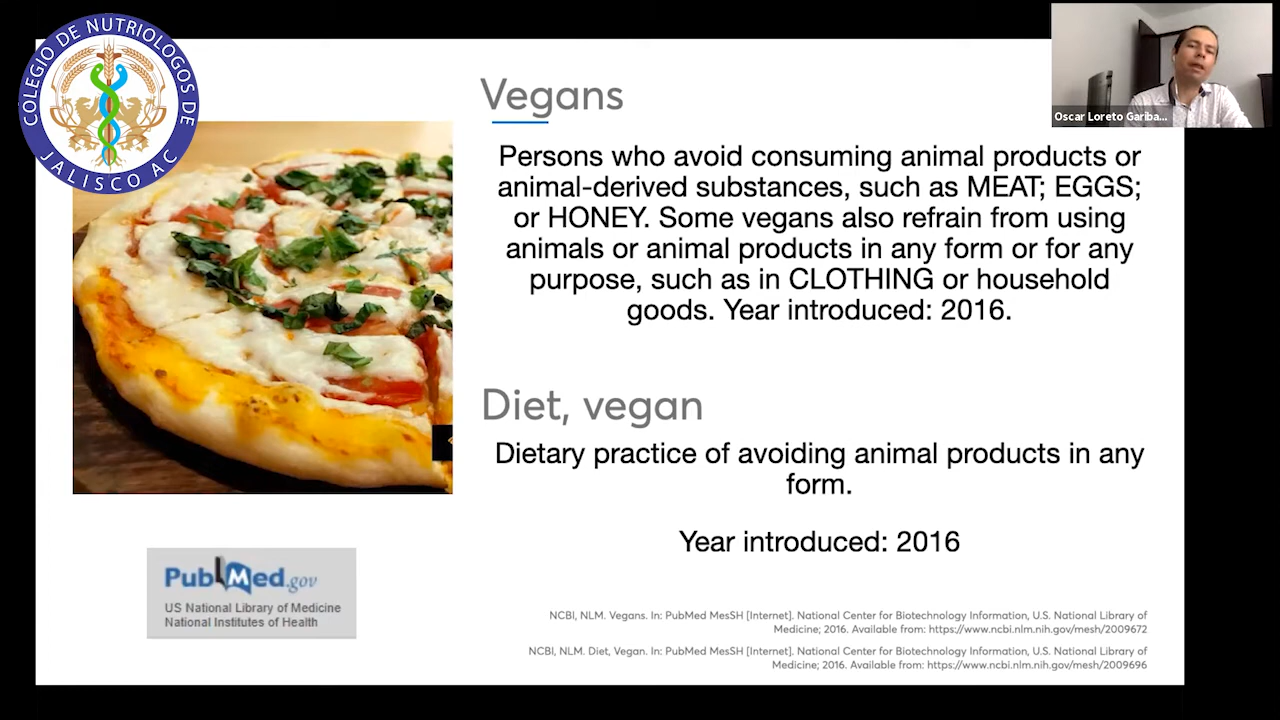 COLEGIO DE NUTRIOLOGOS DE
JALISCO AC
Oscar Loreto Gariba...
Vegans
Persons who avoid consuming animal products or
animal-derived substances, such as MEAT; EGGS;
or HONEY. Some vegans also refrain from using
animals or animal products in any form or for any
purpose, such as in CLOTHING or household
goods. Year introduced: 2016.
Diet, vegan
Dietary practice of avoiding animal products in any
form.
Year introduced: 2016
PubMed.gov
US National Library of Medicine
National Institutes of Health
NCBI, NLM. Vegans. In: PubMed MesSH [Internet]. National Center for Biotechnology Information, U.S. National Library of
Medicine; 2016. Available from: https://www.ncbi.nlm.nih.gov/mesh/2009672
NCBI, NLM. Diet, Vegan. In: PubMed MesSH [Internet]. National Center for Biotechnology Information, U.S. National Library of
Medicine; 2016. Available from: https://www.ncbi.nlm.nih.gov/mesh/2009696